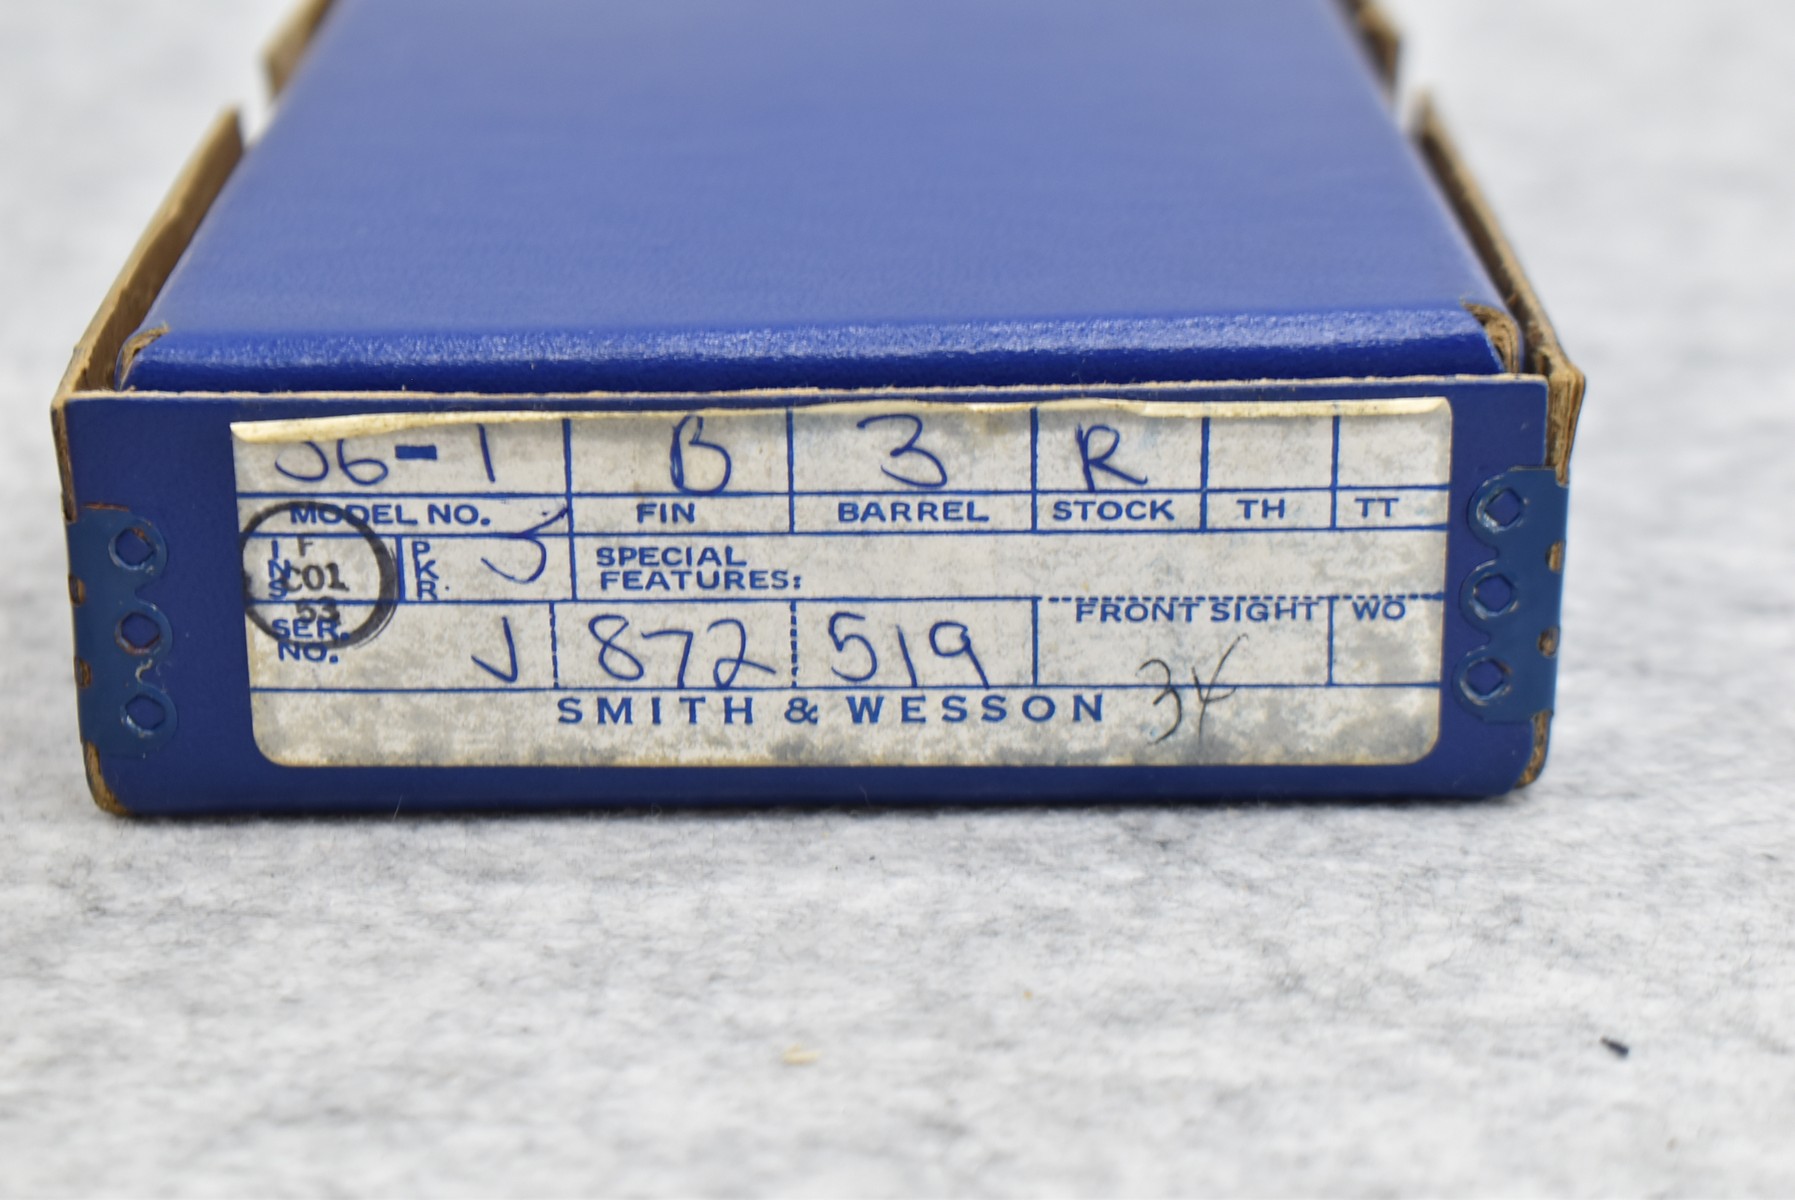 36-1 B 3 R
MODEL NO. FIN BARREL STOCK TH TT
INS F C01 53 PKR. J SPECIAL FEATURES:
SER. NO. J 872 519 FRONT SIGHT WO
SMITH & WESSON 34